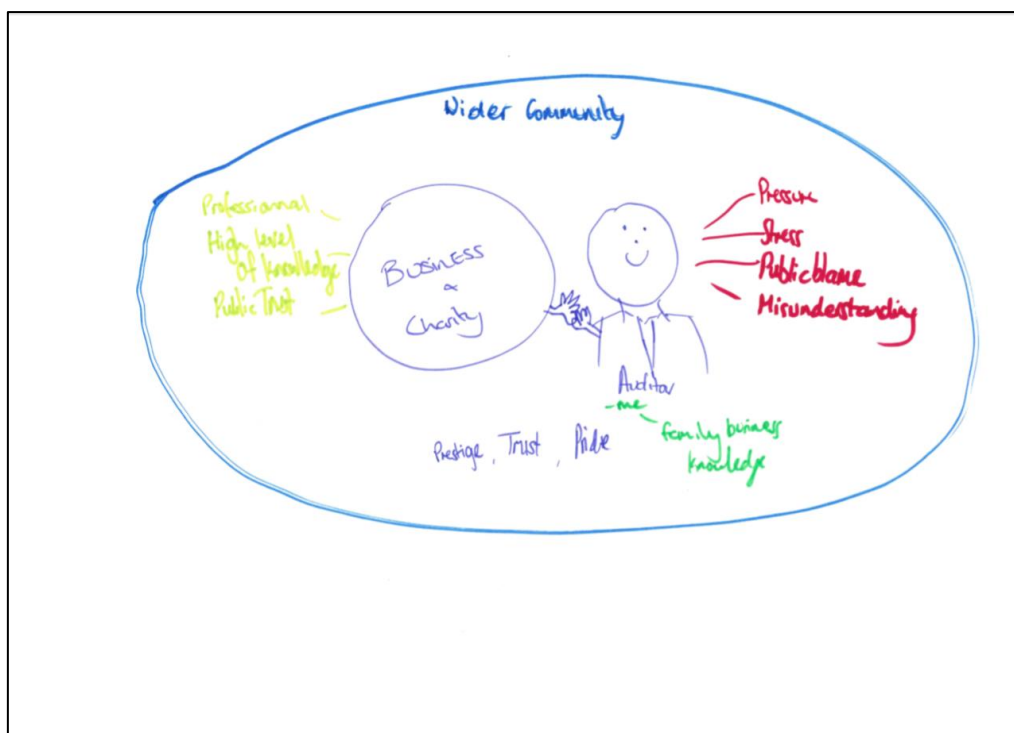 Wider Community
Professionnal
High level
of knowledge
Public Trust
Business
&
Charity
Pressure
Stress
Public blame
Misunderstanding
Auditor
-me
family business
knowledge
Prestige, Trust, Pride